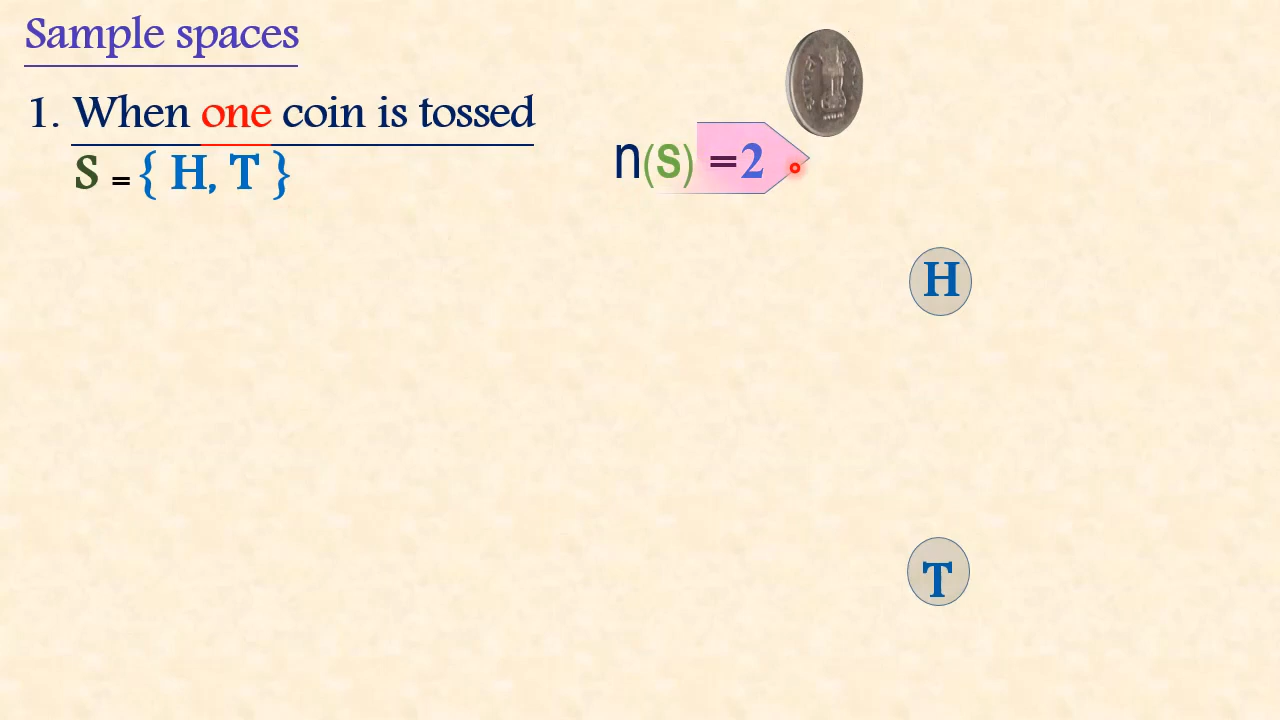 Sample spaces
1. When one coin is tossed
S = { H, T }
n(S) =2
H
T